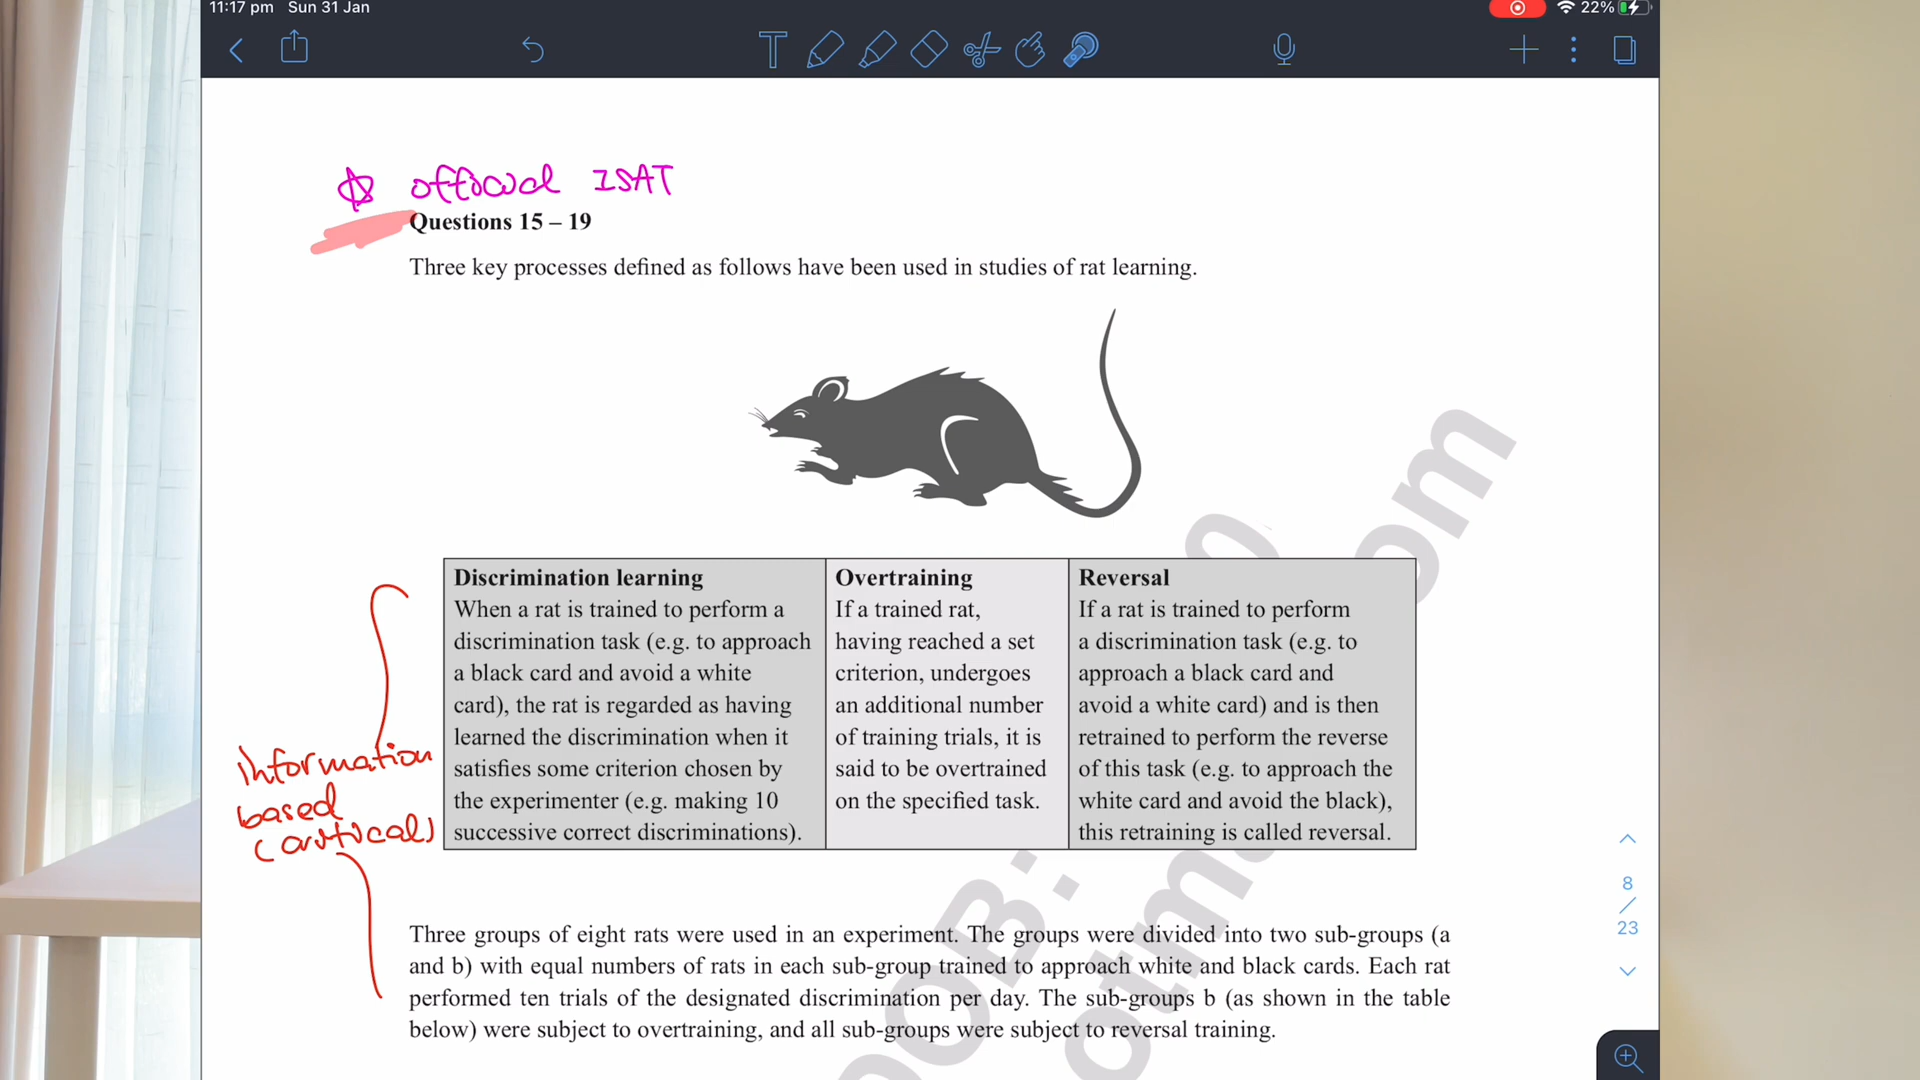 11:17 pm Sun 31 Jan
22%
official ISAT
Questions 15 – 19
Three key processes defined as follows have been used in studies of rat learning.
Discrimination learning
When a rat is trained to perform a
discrimination task (e.g. to approach
a black card and avoid a white
card), the rat is regarded as having
learned the discrimination when it
satisfies some criterion chosen by
the experimenter (e.g. making 10
successive correct discriminations).
Overtraining
If a trained rat,
having reached a set
criterion, undergoes
an additional number
of training trials, it is
said to be overtrained
on the specified task.
Reversal
If a rat is trained to perform
a discrimination task (e.g. to
approach a black card and
avoid a white card) and is then
retrained to perform the reverse
of this task (e.g. to approach the
white card and avoid the black),
this retraining is called reversal.
information
based
8
/
23
Three groups of eight rats were used in an experiment. The groups were divided into two sub-groups (a
and b) with equal numbers of rats in each sub-group trained to approach white and black cards. Each rat
performed ten trials of the designated discrimination per day. The sub-groups b (as shown in the table
below) were subject to overtraining, and all sub-groups were subject to reversal training.